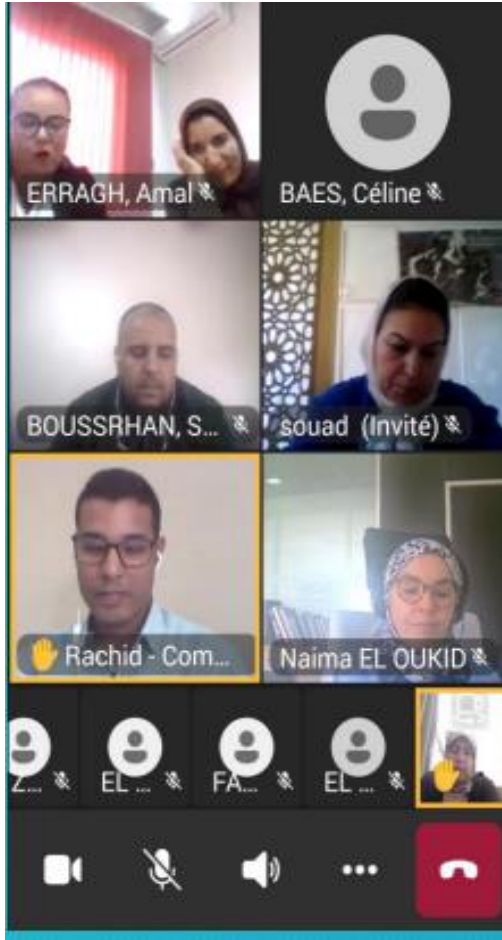 ERRAGH, Amal
BAES, Céline
BOUSSRHAN, S...
souad (Invité)
Rachid - Com...
Naima EL OUKID
Z...
EL ...
FA...
EL ...